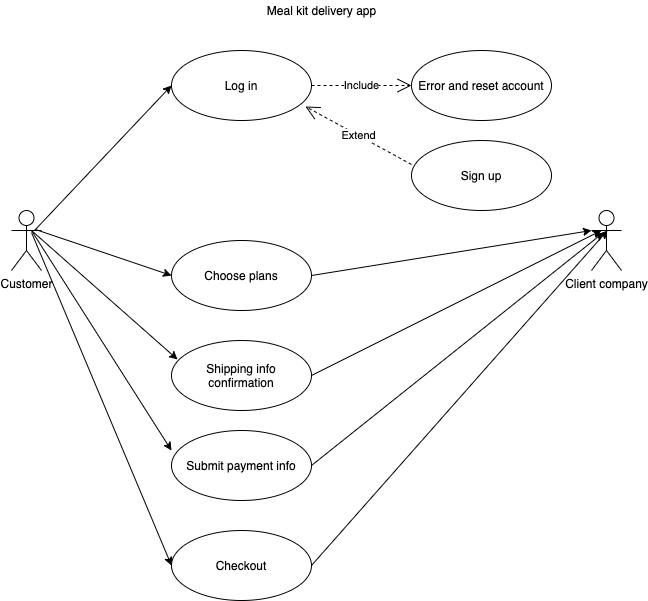 Meal kit delivery app
Log in
Include
Error and reset account
Extend
Sign up
Customer
Client company
Choose plans
Shipping info
confirmation
Submit payment info
Checkout